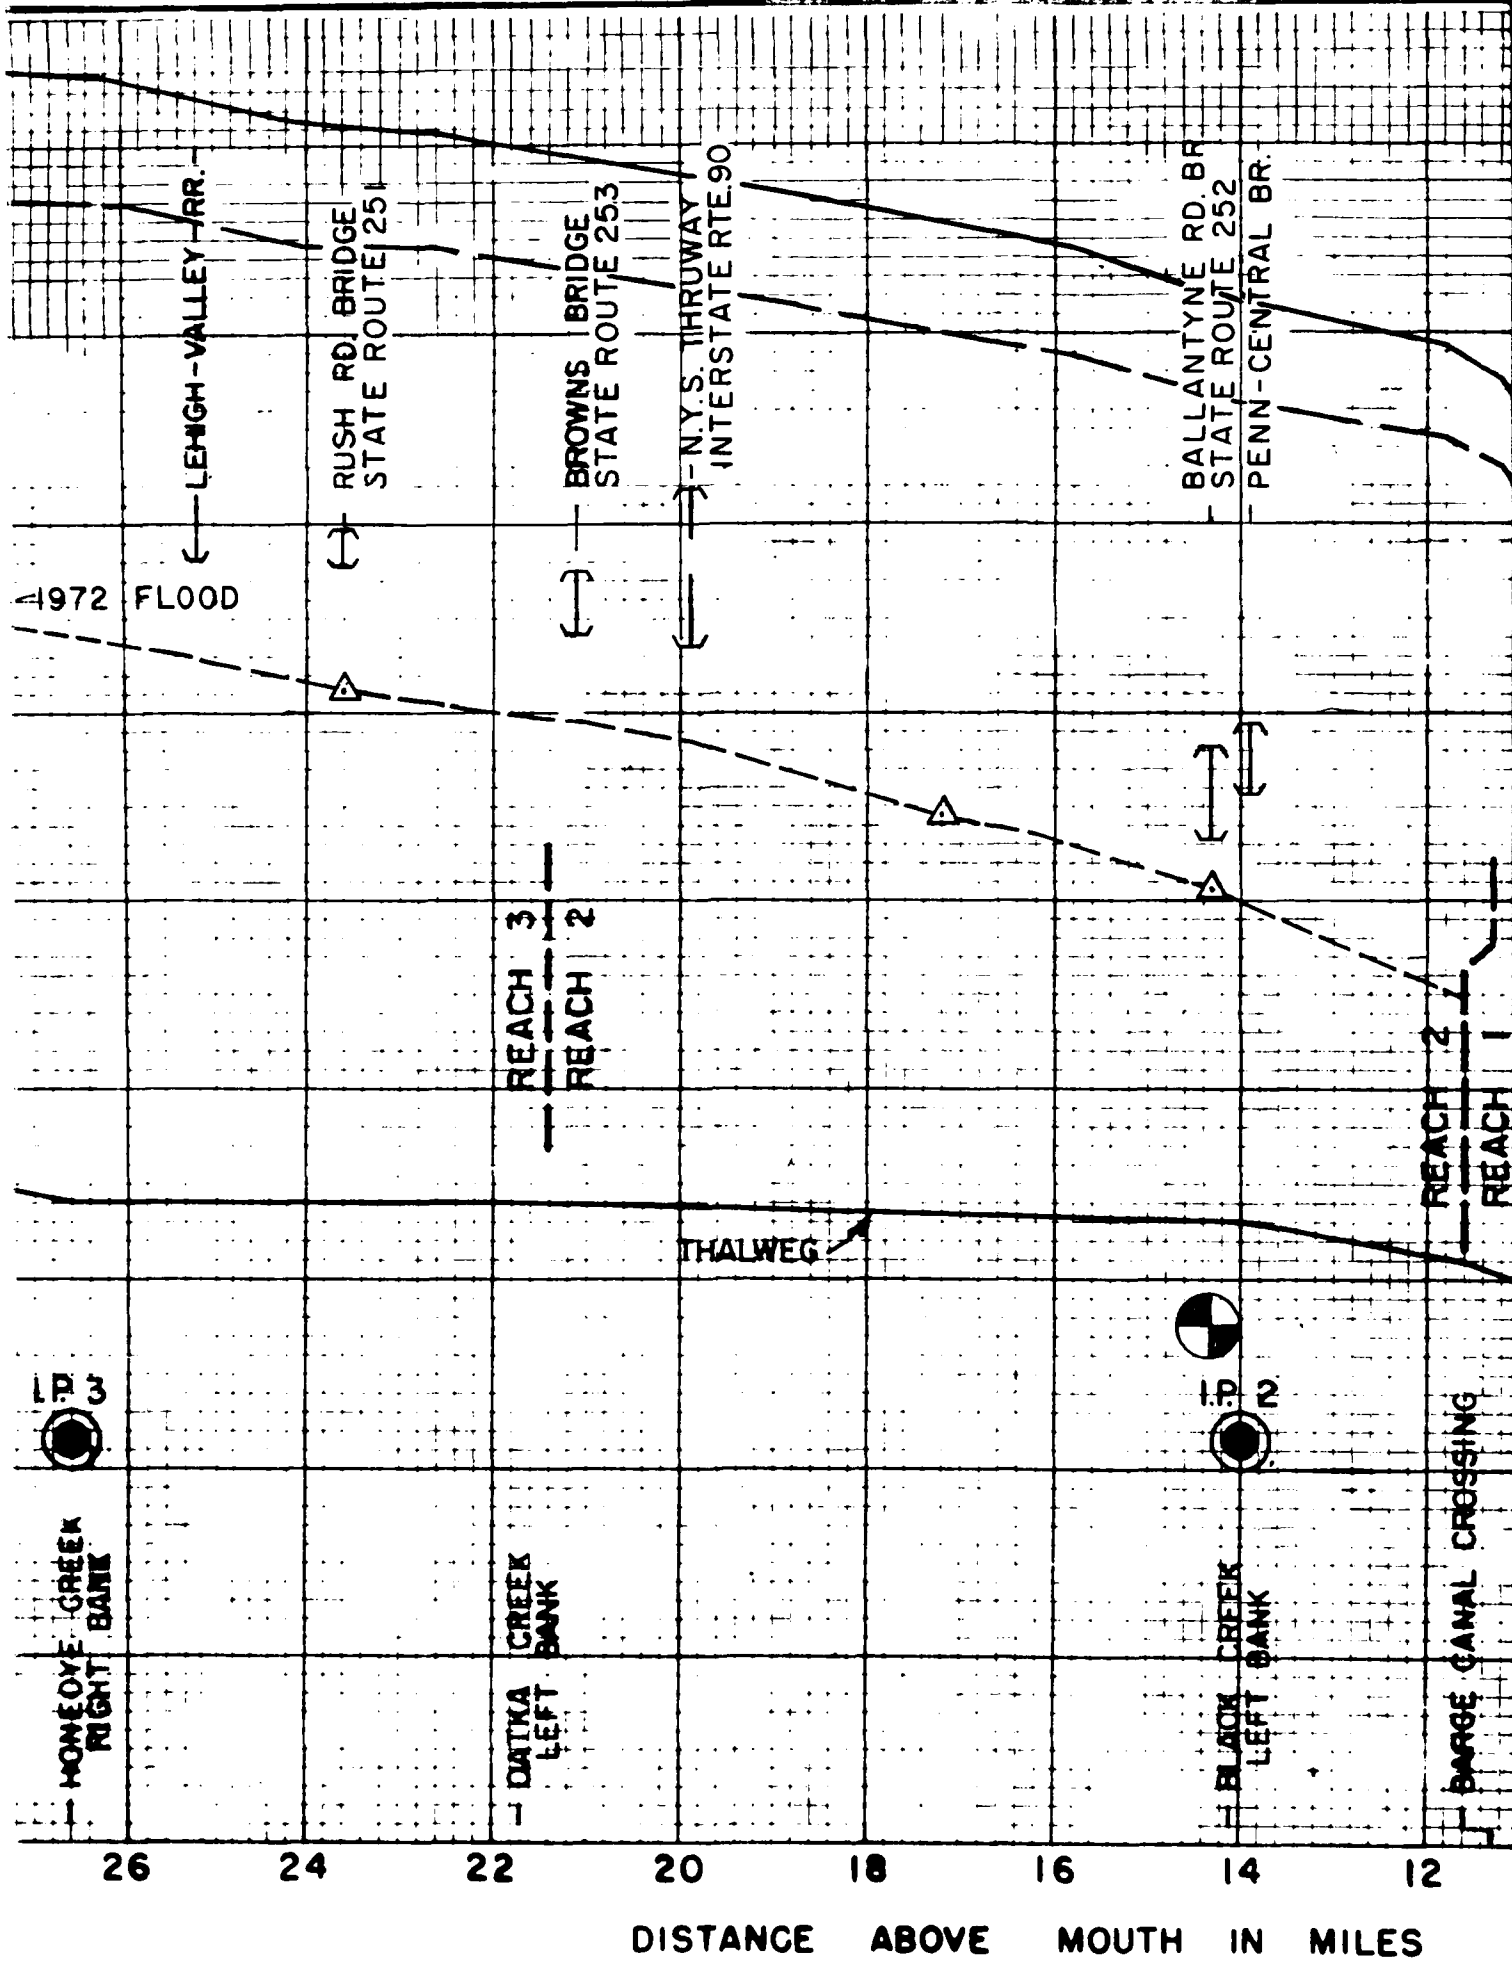 LEHIGH-VALLEY RR.
RUSH RD. BRIDGE
STATE ROUTE 251
BROWNS BRIDGE
STATE ROUTE 253
N.Y.S. THRUWAY
INTERSTATE RTE.90
BALLANTYNE RD. BR.
STATE ROUTE 252
PENN-CENTRAL BR.
1972 FLOOD
REACH 3
REACH 2
REACH 2
REACH 1
THALWEG
I.P. 3
I.P. 2
HONEOYE CREEK
RIGHT BANK
OATKA CREEK
LEFT BANK
BLACK CREEK
LEFT BANK
BARGE CANAL CROSSING
26 24 22 20 18 16 14 12
DISTANCE ABOVE MOUTH IN MILES